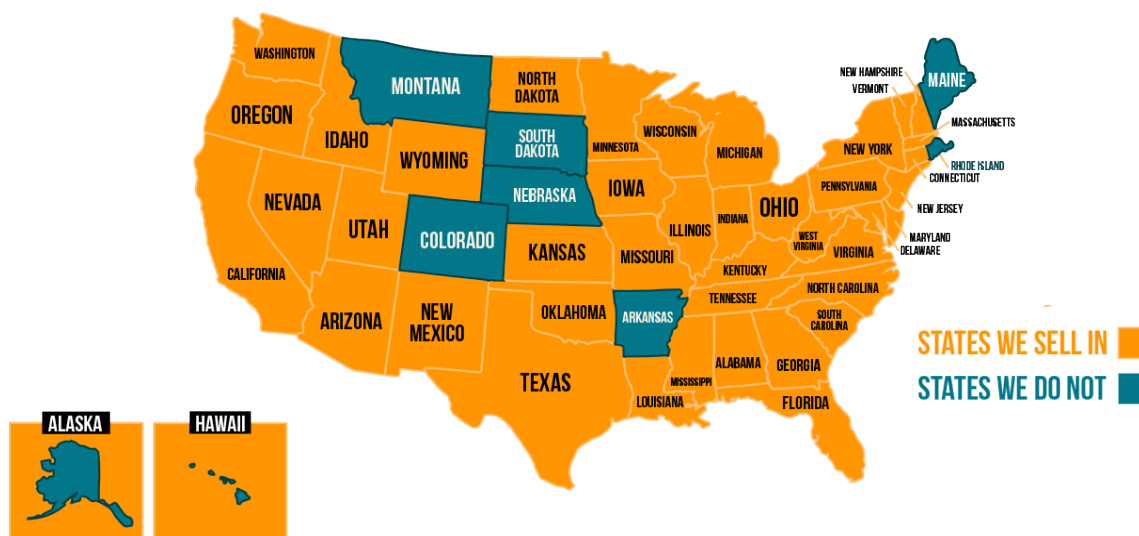 WASHINGTON
MONTANA
NORTH
DAKOTA
MAINE
NEW HAMPSHIRE
VERMONT
OREGON
IDAHO
SOUTH
DAKOTA
WISCONSIN
MINNESOTA
MICHIGAN
MASSACHUSETTS
NEW YORK
WYOMING
RHODE ISLAND
CONNECTICUT
NEVADA
UTAH
COLORADO
NEBRASKA
IOWA
ILLINOIS
INDIANA
OHIO
PENNSYLVANIA
NEW JERSEY
WEST
VIRGINIA
VIRGINIA
MARYLAND
DELAWARE
CALIFORNIA
KANSAS
MISSOURI
KENTUCKY
NORTH CAROLINA
TENNESSEE
ARIZONA
NEW
MEXICO
OKLAHOMA
ARKANSAS
SOUTH
CAROLINA
STATES WE SELL IN
TEXAS
MISSISSIPPI
ALABAMA
GEORGIA
STATES WE DO NOT
LOUISIANA
FLORIDA
ALASKA
HAWAII